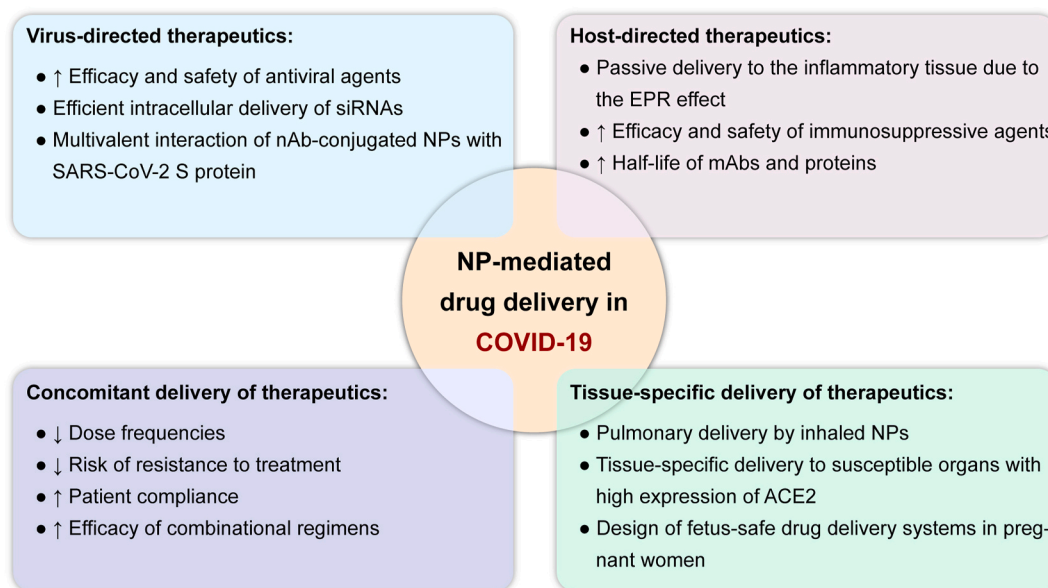 Virus-directed therapeutics:
● ↑ Efficacy and safety of antiviral agents
● Efficient intracellular delivery of siRNAs
● Multivalent interaction of nAb-conjugated NPs with
SARS-CoV-2 S protein
Host-directed therapeutics:
● Passive delivery to the inflammatory tissue due to
the EPR effect
● ↑ Efficacy and safety of immunosuppressive agents
● ↑ Half-life of mAbs and proteins
NP-mediated
drug delivery in
COVID-19
Concomitant delivery of therapeutics:
● ↓ Dose frequencies
● ↓ Risk of resistance to treatment
● ↑ Patient compliance
● ↑ Efficacy of combinational regimens
Tissue-specific delivery of therapeutics:
● Pulmonary delivery by inhaled NPs
● Tissue-specific delivery to susceptible organs with
high expression of ACE2
● Design of fetus-safe drug delivery systems in preg-
nant women